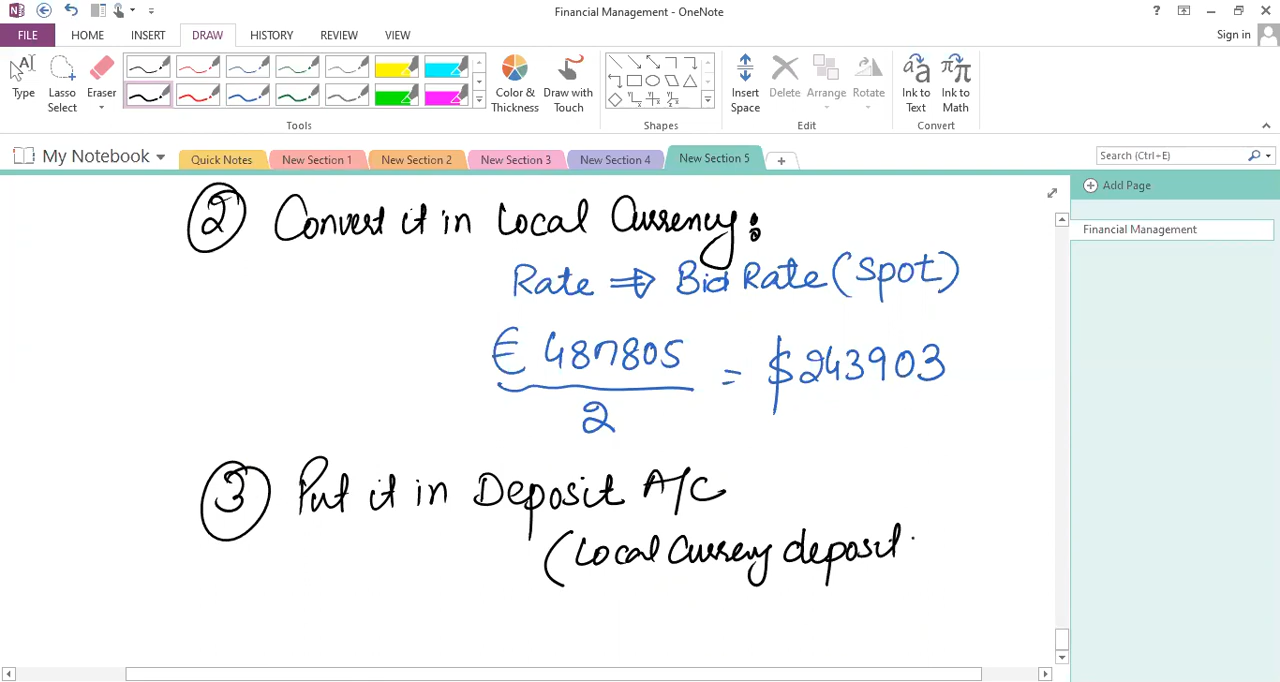 Financial Management - OneNote
?
FILE HOME INSERT DRAW HISTORY REVIEW VIEW
Sign in
Type
Lasso Select
Eraser
Color & Thickness
Draw with Touch
Insert Space
Delete
Arrange
Rotate
Ink to Text
Ink to Math
Tools Shapes Edit Convert
My Notebook Quick Notes New Section 1 New Section 2 New Section 3 New Section 4 New Section 5
Search (Ctrl+E)
Add Page
Financial Management
2 Convert it in Local Currency:
Rate ⇒ Bid Rate (Spot)
€ 487805 = $243903
2
3 Put it in Deposit A/C
(Local Currency deposit